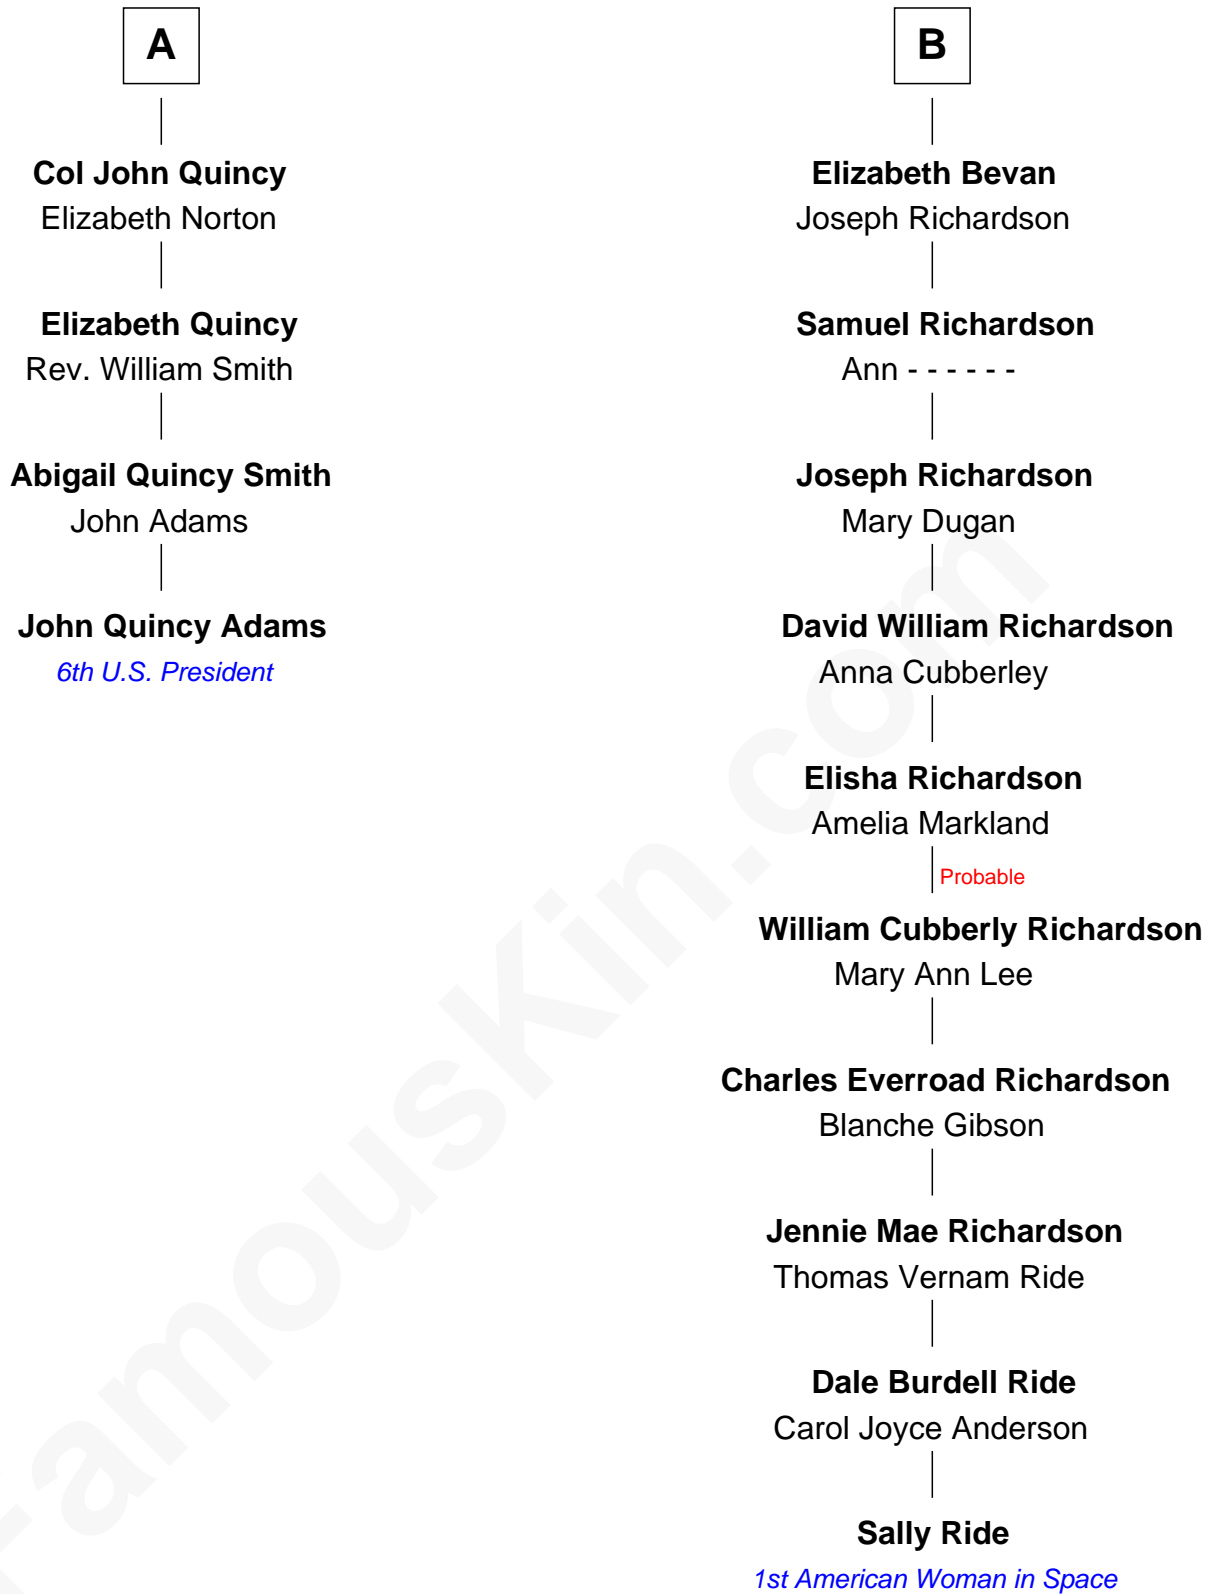 A
Col John Quincy
Elizabeth Norton
Elizabeth Quincy
Rev. William Smith
Abigail Quincy Smith
John Adams
John Quincy Adams
6th U.S. President
B
Elizabeth Bevan
Joseph Richardson
Samuel Richardson
Ann - - - - - -
Joseph Richardson
Mary Dugan
David William Richardson
Anna Cubberley
Elisha Richardson
Amelia Markland
Probable
William Cubberly Richardson
Mary Ann Lee
Charles Everroad Richardson
Blanche Gibson
Jennie Mae Richardson
Thomas Vernam Ride
Dale Burdell Ride
Carol Joyce Anderson
Sally Ride
1st American Woman in Space
FamousKin.com